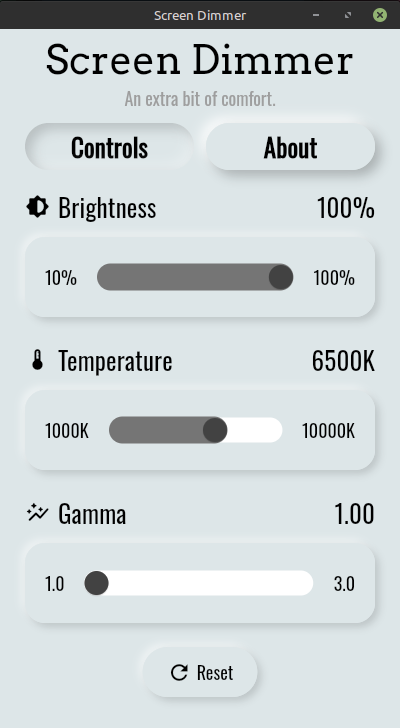 Screen Dimmer
Screen Dimmer
An extra bit of comfort.
Controls About
Brightness 100%
10% 100%
Temperature 6500K
1000K 10000K
Gamma 1.00
1.0 3.0
Reset